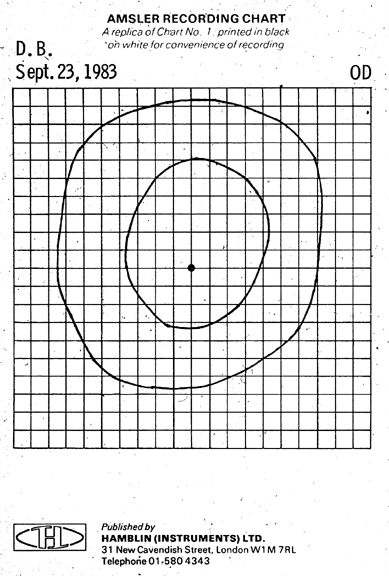 AMSLER RECORDING CHART
A replica of Chart No. 1, printed in black
on white for convenience of recording
D.B.
Sept. 23, 1983
OD
Published by
HAMBLIN (INSTRUMENTS) LTD.
31 New Cavendish Street, London W1M 7RL
Telephone 01-580 4343